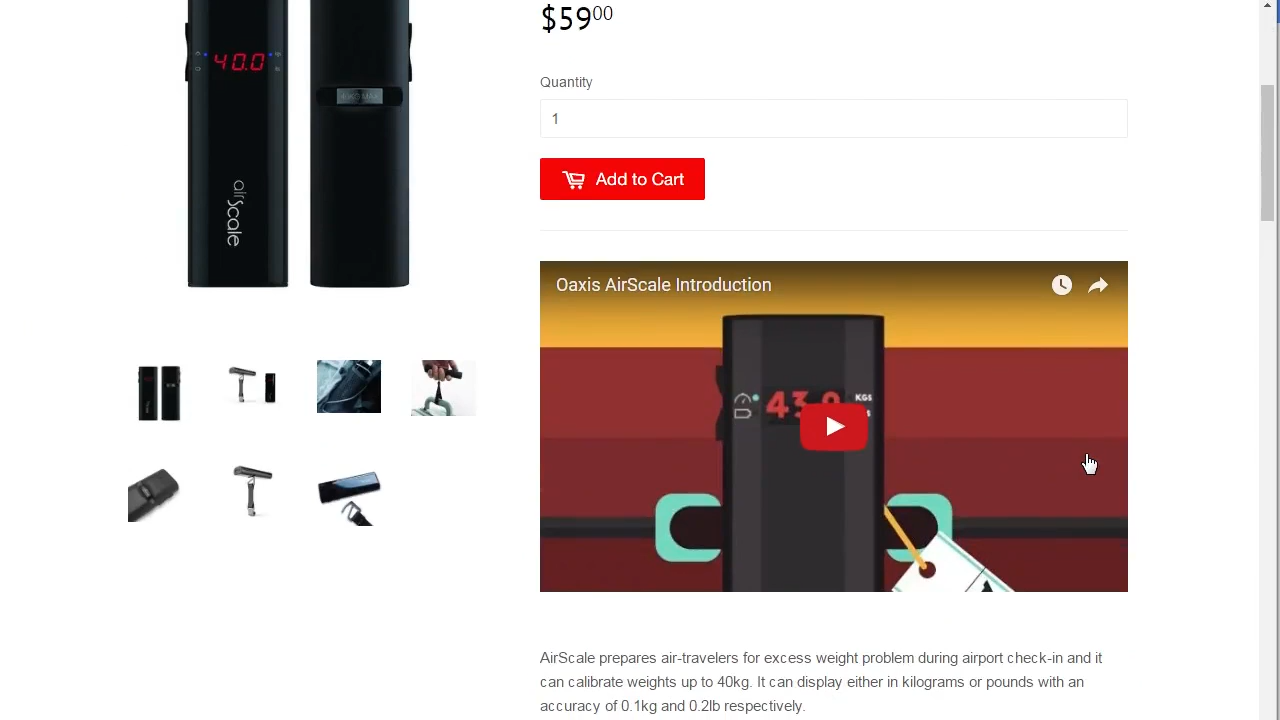 $59 00
40.0
Quantity
1
Add to Cart
airScale
Oaxis AirScale Introduction
KGS
AirScale prepares air-travelers for excess weight problem during airport check-in and it
can calibrate weights up to 40kg. It can display either in kilograms or pounds with an
accuracy of 0.1kg and 0.2lb respectively.